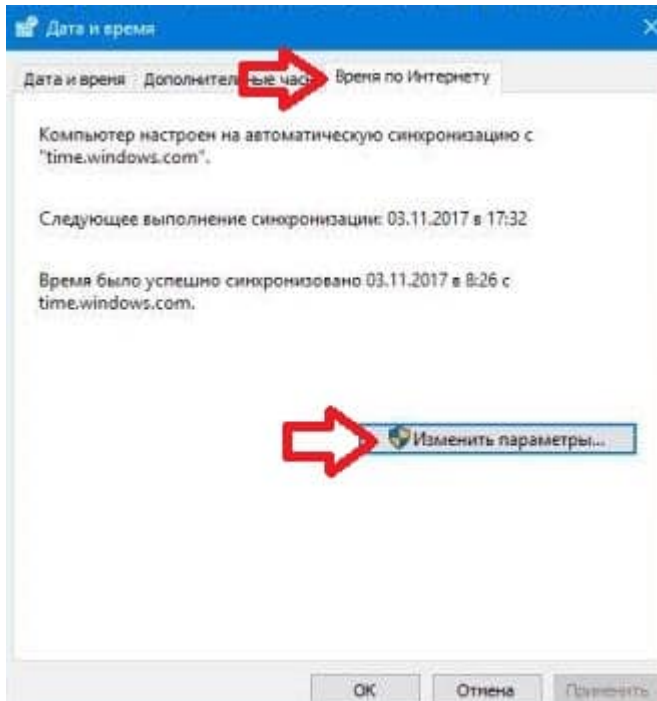 Дата и время
Дата и время Дополнительные часы Время по Интернету
Компьютер настроен на автоматическую синхронизацию с
"time.windows.com".
Следующее выполнение синхронизации: 03.11.2017 в 17:32
Время было успешно синхронизовано 03.11.2017 в 8:26 с
time.windows.com.
Изменить параметры...
ОК Отмена Применить